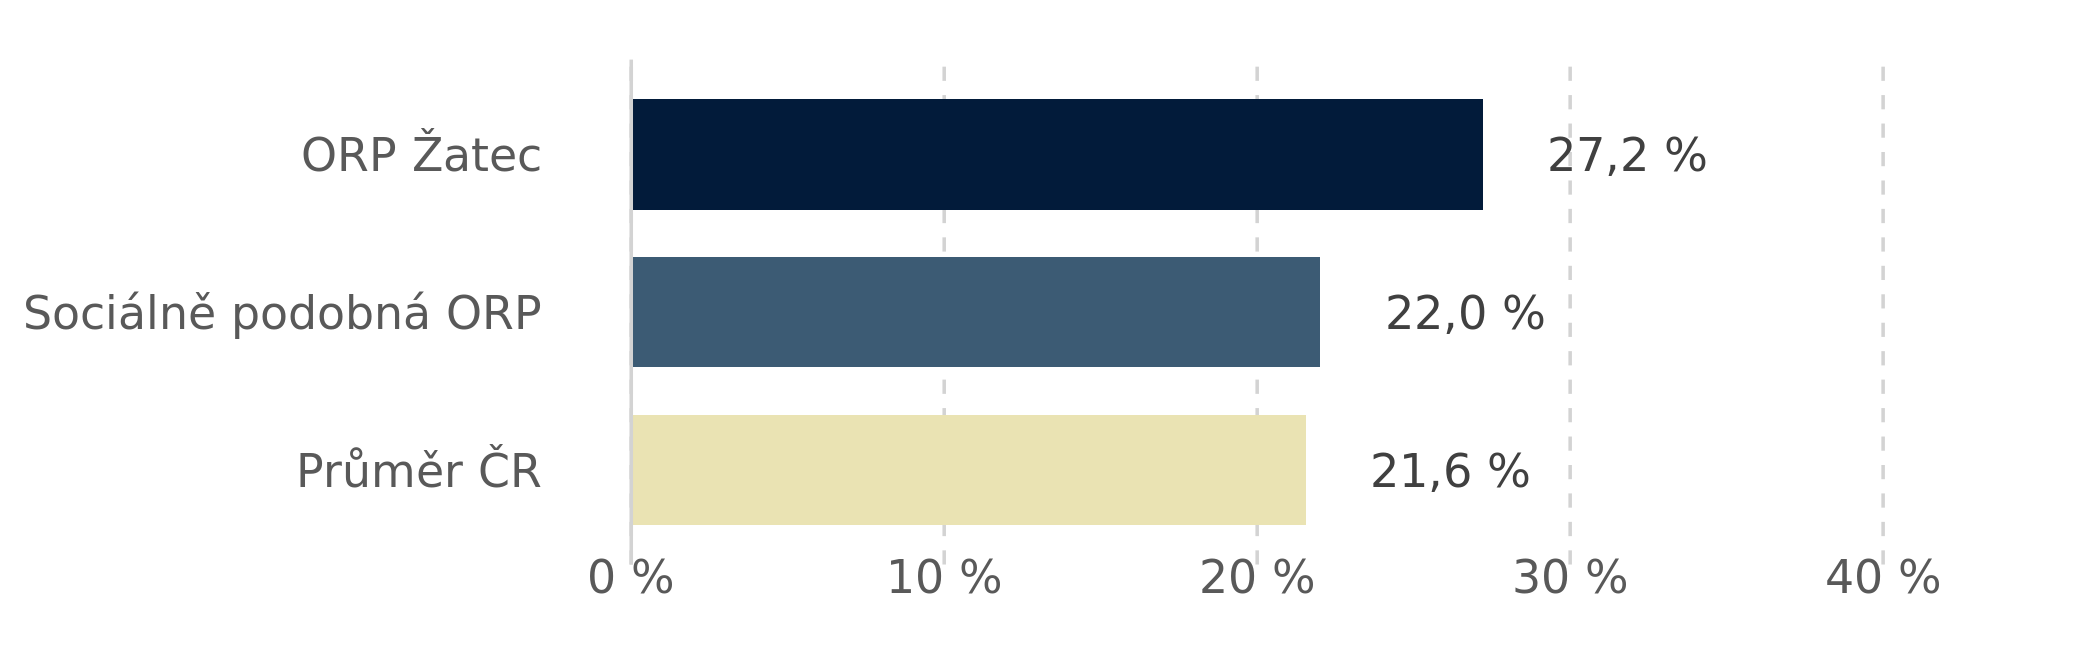 ORP Žatec
27,2 %
Sociálně podobná ORP
22,0 %
Průměr ČR
21,6 %
0 %
10 %
20 %
30 %
40 %